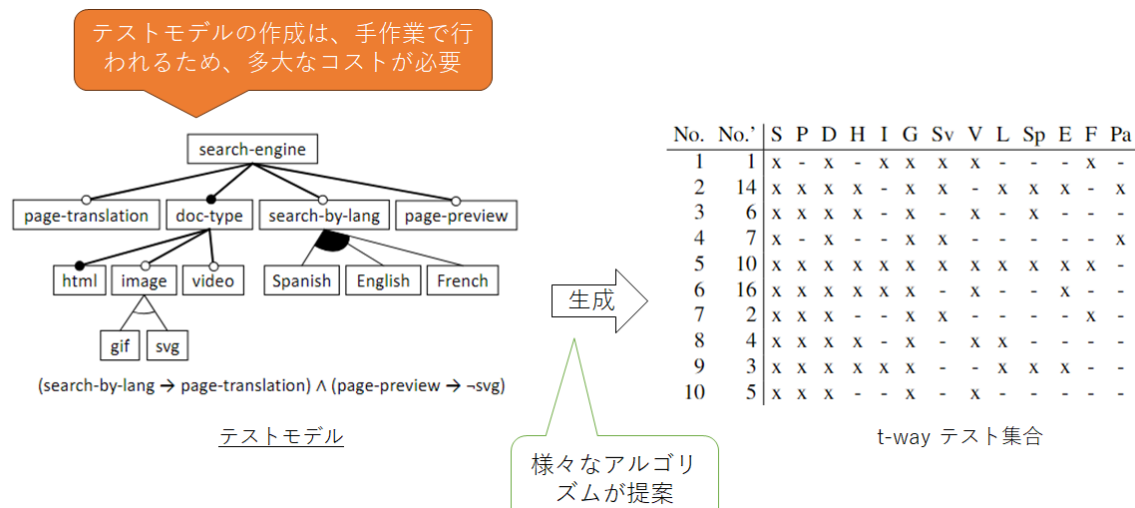 テストモデルの作成は、手作業で行
われるため、多大なコストが必要
search-engine
page-translation doc-type search-by-lang page-preview
html image video Spanish English French
gif svg
(search-by-lang → page-translation) ∧ (page-preview → ¬svg)
テストモデル
生成
様々なアルゴリ
ズムが提案
No. No.' S P D H I G Sv V L Sp E F Pa
1 1 x - x - x x x x - - - x -
2 14 x x x x - x x - x x x - x
3 6 x x x x - x - x - x - - -
4 7 x - x - - x x - - - - - x
5 10 x x x x x x x x x x x x -
6 16 x x x x x x - x - - x - -
7 2 x x x - - x x - - - - x -
8 4 x x x x - x - x x - - - -
9 3 x x x x x x - - x x x - -
10 5 x x x - - x - x - - - - -
t-way テスト集合